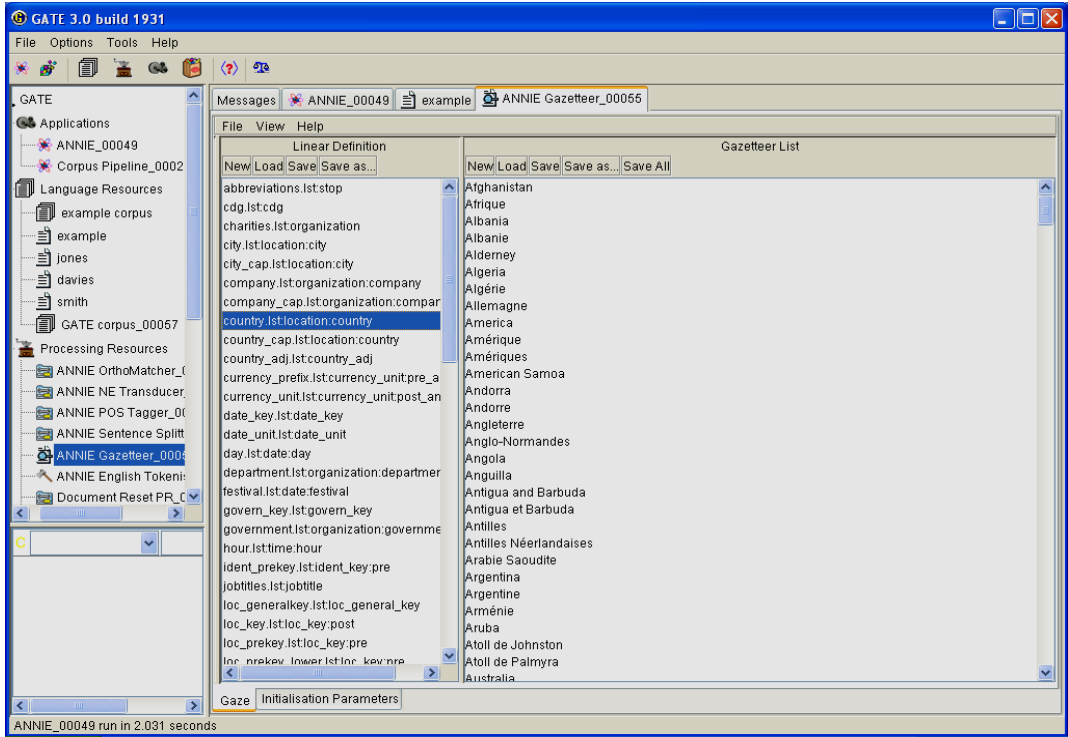 GATE 3.0 build 1931
File Options Tools Help
GATE
Applications
ANNIE_00049
Corpus Pipeline_0002
Language Resources
example corpus
example
jones
davies
smith
GATE corpus_00057
Processing Resources
ANNIE OrthoMatcher_(
ANNIE NE Transducer_
ANNIE POS Tagger_00
ANNIE Sentence Splitt
ANNIE Gazetteer_0005
ANNIE English Tokeni
Document Reset PR_0
C
Messages ANNIE_00049 example ANNIE Gazetteer_00055
File View Help
Linear Definition
New Load Save Save as...
abbreviations.lst:stop
cdg.lst:cdg
charities.lst:organization
city.lst:location:city
city_cap.lst:location:city
company.lst:organization:company
company_cap.lst:organization:compar
country.lst:location:country
country_cap.lst:location:country
country_adj.lst:country_adj
currency_prefix.lst:currency_unit:pre_a
currency_unit.lst:currency_unit:post_an
date_key.lst:date_key
date_unit.lst:date_unit
day.lst:date:day
department.lst:organization:departmer
festival.lst:date:festival
govern_key.lst:govern_key
government.lst:organization:governme
hour.lst:time:hour
ident_prekey.lst:ident_key:pre
jobtitles.lst:jobtitle
loc_generalkey.lst:loc_general_key
loc_key.lst:loc_key:post
loc_prekey.lst:loc_key:pre
loc_prekey_lower.lst:loc_key:pre
Gazetteer List
New Load Save Save as... Save All
Afghanistan
Afrique
Albania
Albanie
Alderney
Algeria
Algérie
Allemagne
America
Amérique
Amériques
American Samoa
Andorra
Andorre
Angleterre
Anglo-Normandes
Angola
Anguilla
Antigua and Barbuda
Antigua et Barbuda
Antilles
Antilles Néerlandaises
Arabie Saoudite
Argentina
Argentine
Arménie
Aruba
Atoll de Johnston
Atoll de Palmyra
Australia
Gaze Initialisation Parameters
ANNIE_00049 run in 2.031 seconds